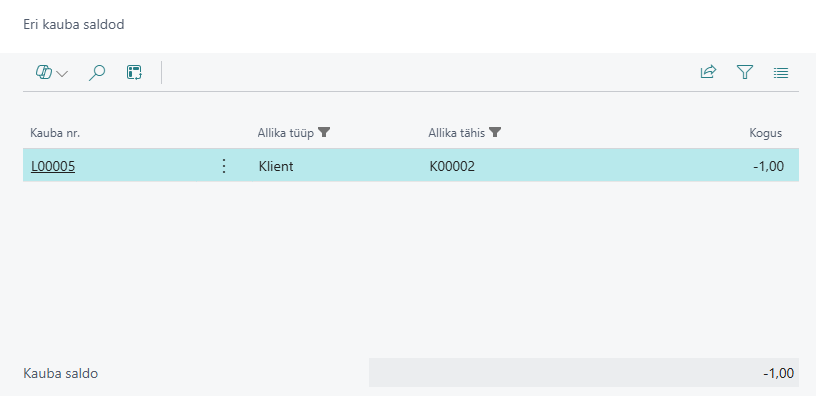 Eri kauba saldod
Kauba nr. Allika tüüp Allika tähis Kogus
L00005 Klient K00002 -1,00
Kauba saldo -1,00